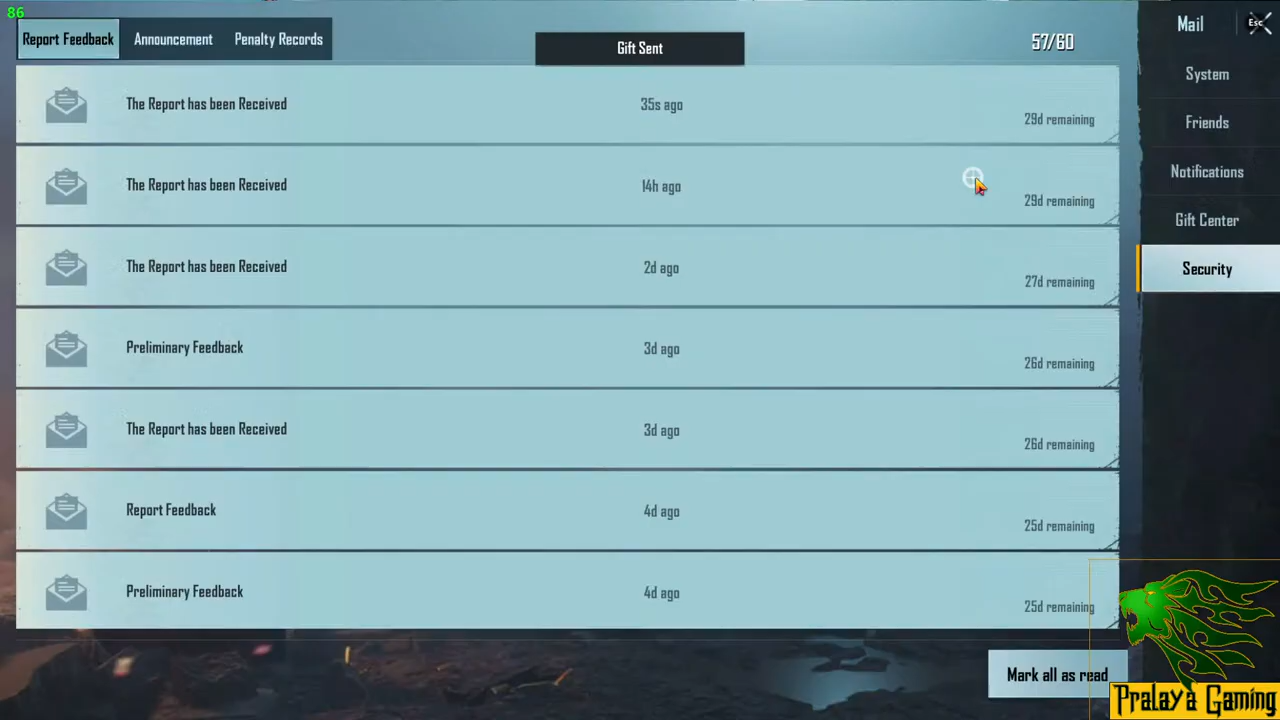 86
Report Feedback
Announcement
Penalty Records
Gift Sent
57/60
Mail
Esc
The Report has been Received
35s ago
29d remaining
The Report has been Received
14h ago
29d remaining
The Report has been Received
2d ago
27d remaining
Preliminary Feedback
3d ago
26d remaining
The Report has been Received
3d ago
26d remaining
Report Feedback
4d ago
25d remaining
Preliminary Feedback
4d ago
25d remaining
System
Friends
Notifications
Gift Center
Security
Mark all as read
Pralaya Gaming